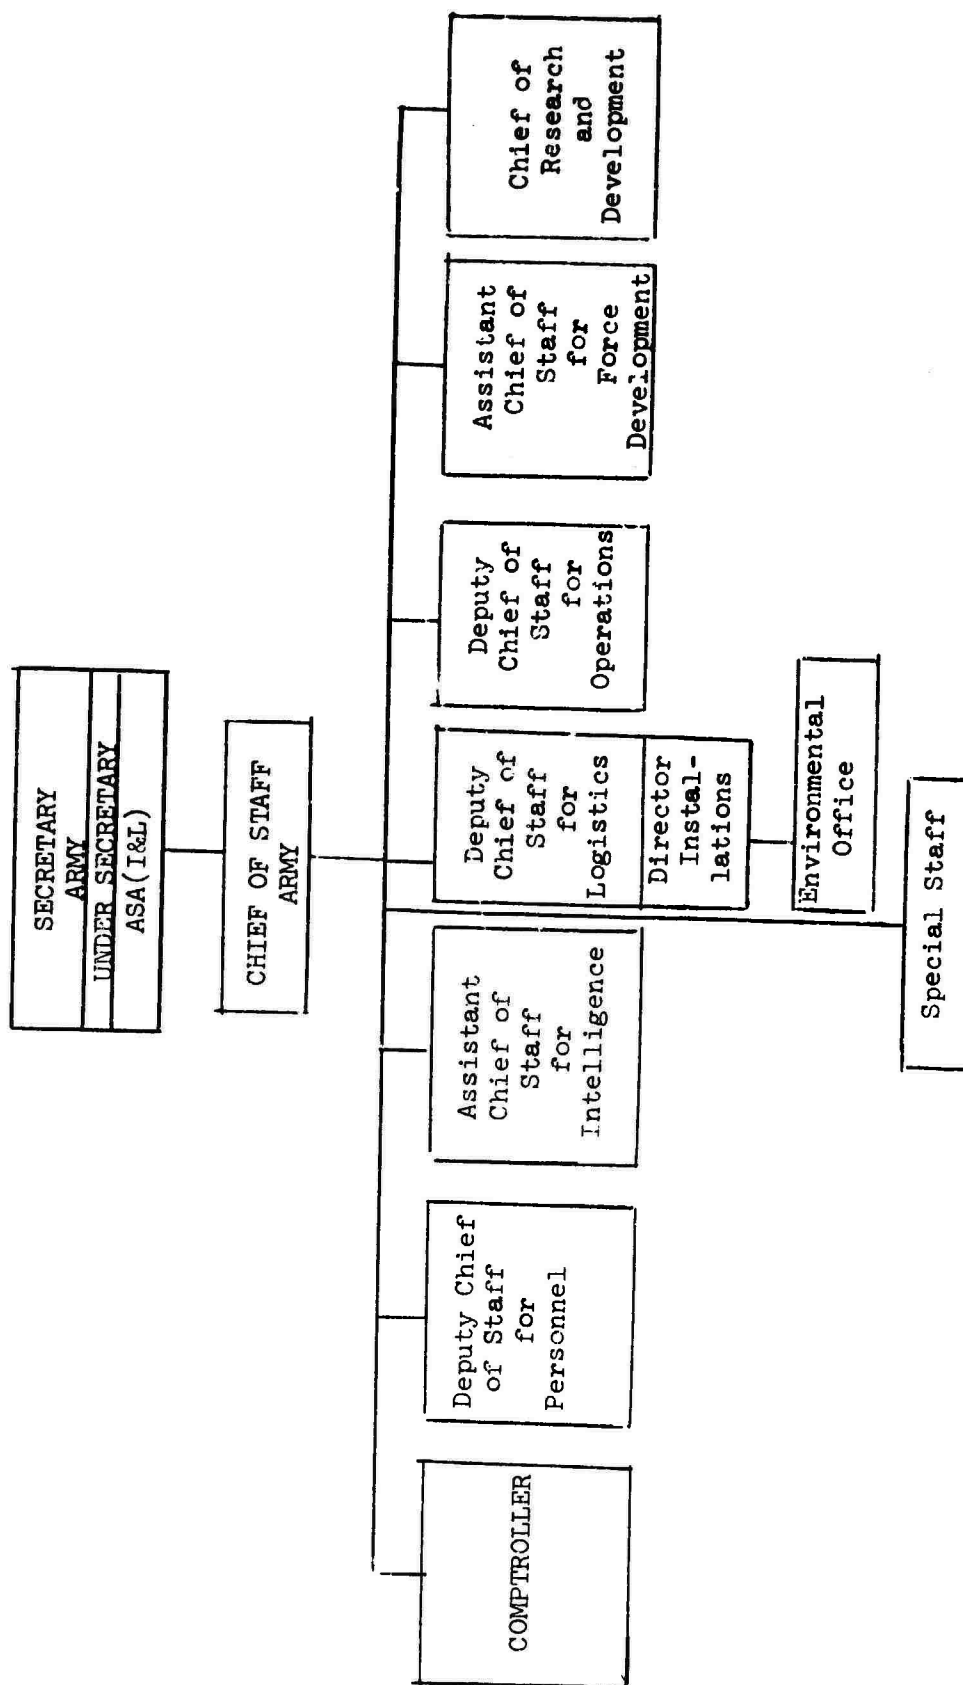 SECRETARY
ARMY
UNDER SECRETARY
ASA(I&L)
CHIEF OF STAFF
ARMY
COMPTROLLER
Deputy Chief
of Staff
for
Personnel
Assistant
Chief of
Staff
for
Intelligence
Deputy
Chief of
Staff
for
Logistics
Director
Instal-
lations
Environmental
Office
Deputy
Chief of
Staff
for
Operations
Assistant
Chief of
Staff
for
Force
Development
Chief of
Research
and
Development
Special Staff